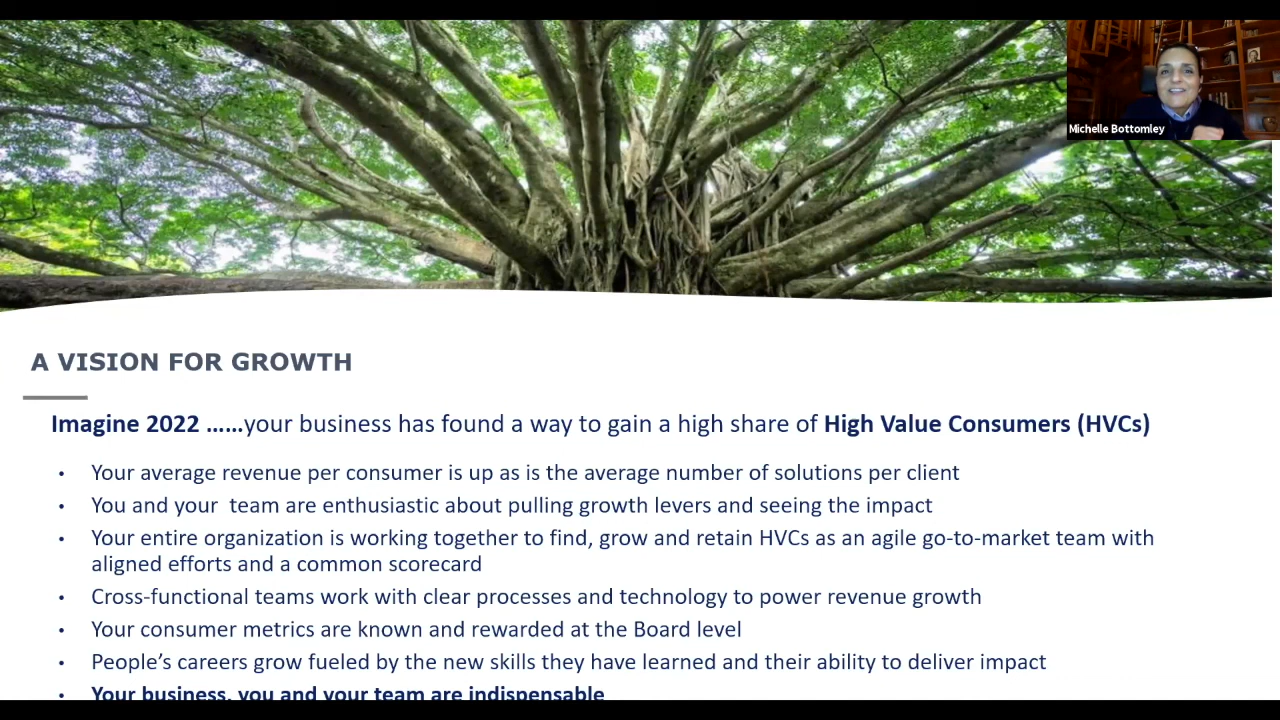 Michelle Bottomley
A VISION FOR GROWTH
Imagine 2022 ......your business has found a way to gain a high share of High Value Consumers (HVCs)
• Your average revenue per consumer is up as is the average number of solutions per client
• You and your  team are enthusiastic about pulling growth levers and seeing the impact
• Your entire organization is working together to find, grow and retain HVCs as an agile go-to-market team with
aligned efforts and a common scorecard
• Cross-functional teams work with clear processes and technology to power revenue growth
• Your consumer metrics are known and rewarded at the Board level
• People’s careers grow fueled by the new skills they have learned and their ability to deliver impact
• Your business, you and your team are indispensable